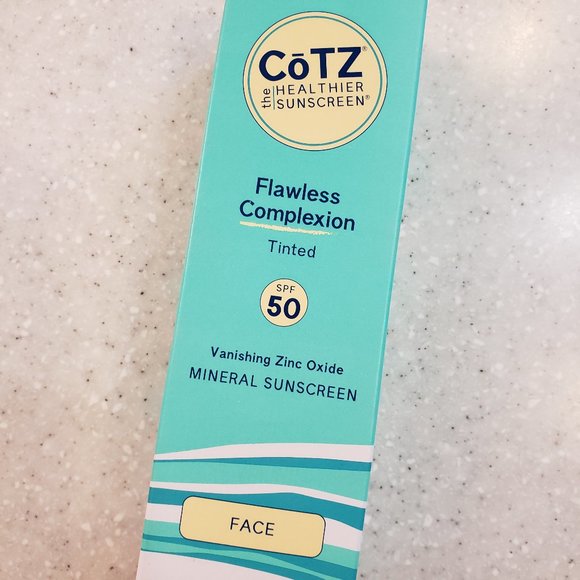 CōTZ®
the HEALTHIER
SUNSCREEN®
Flawless
Complexion
Tinted
SPF
50
Vanishing Zinc Oxide
MINERAL SUNSCREEN
FACE